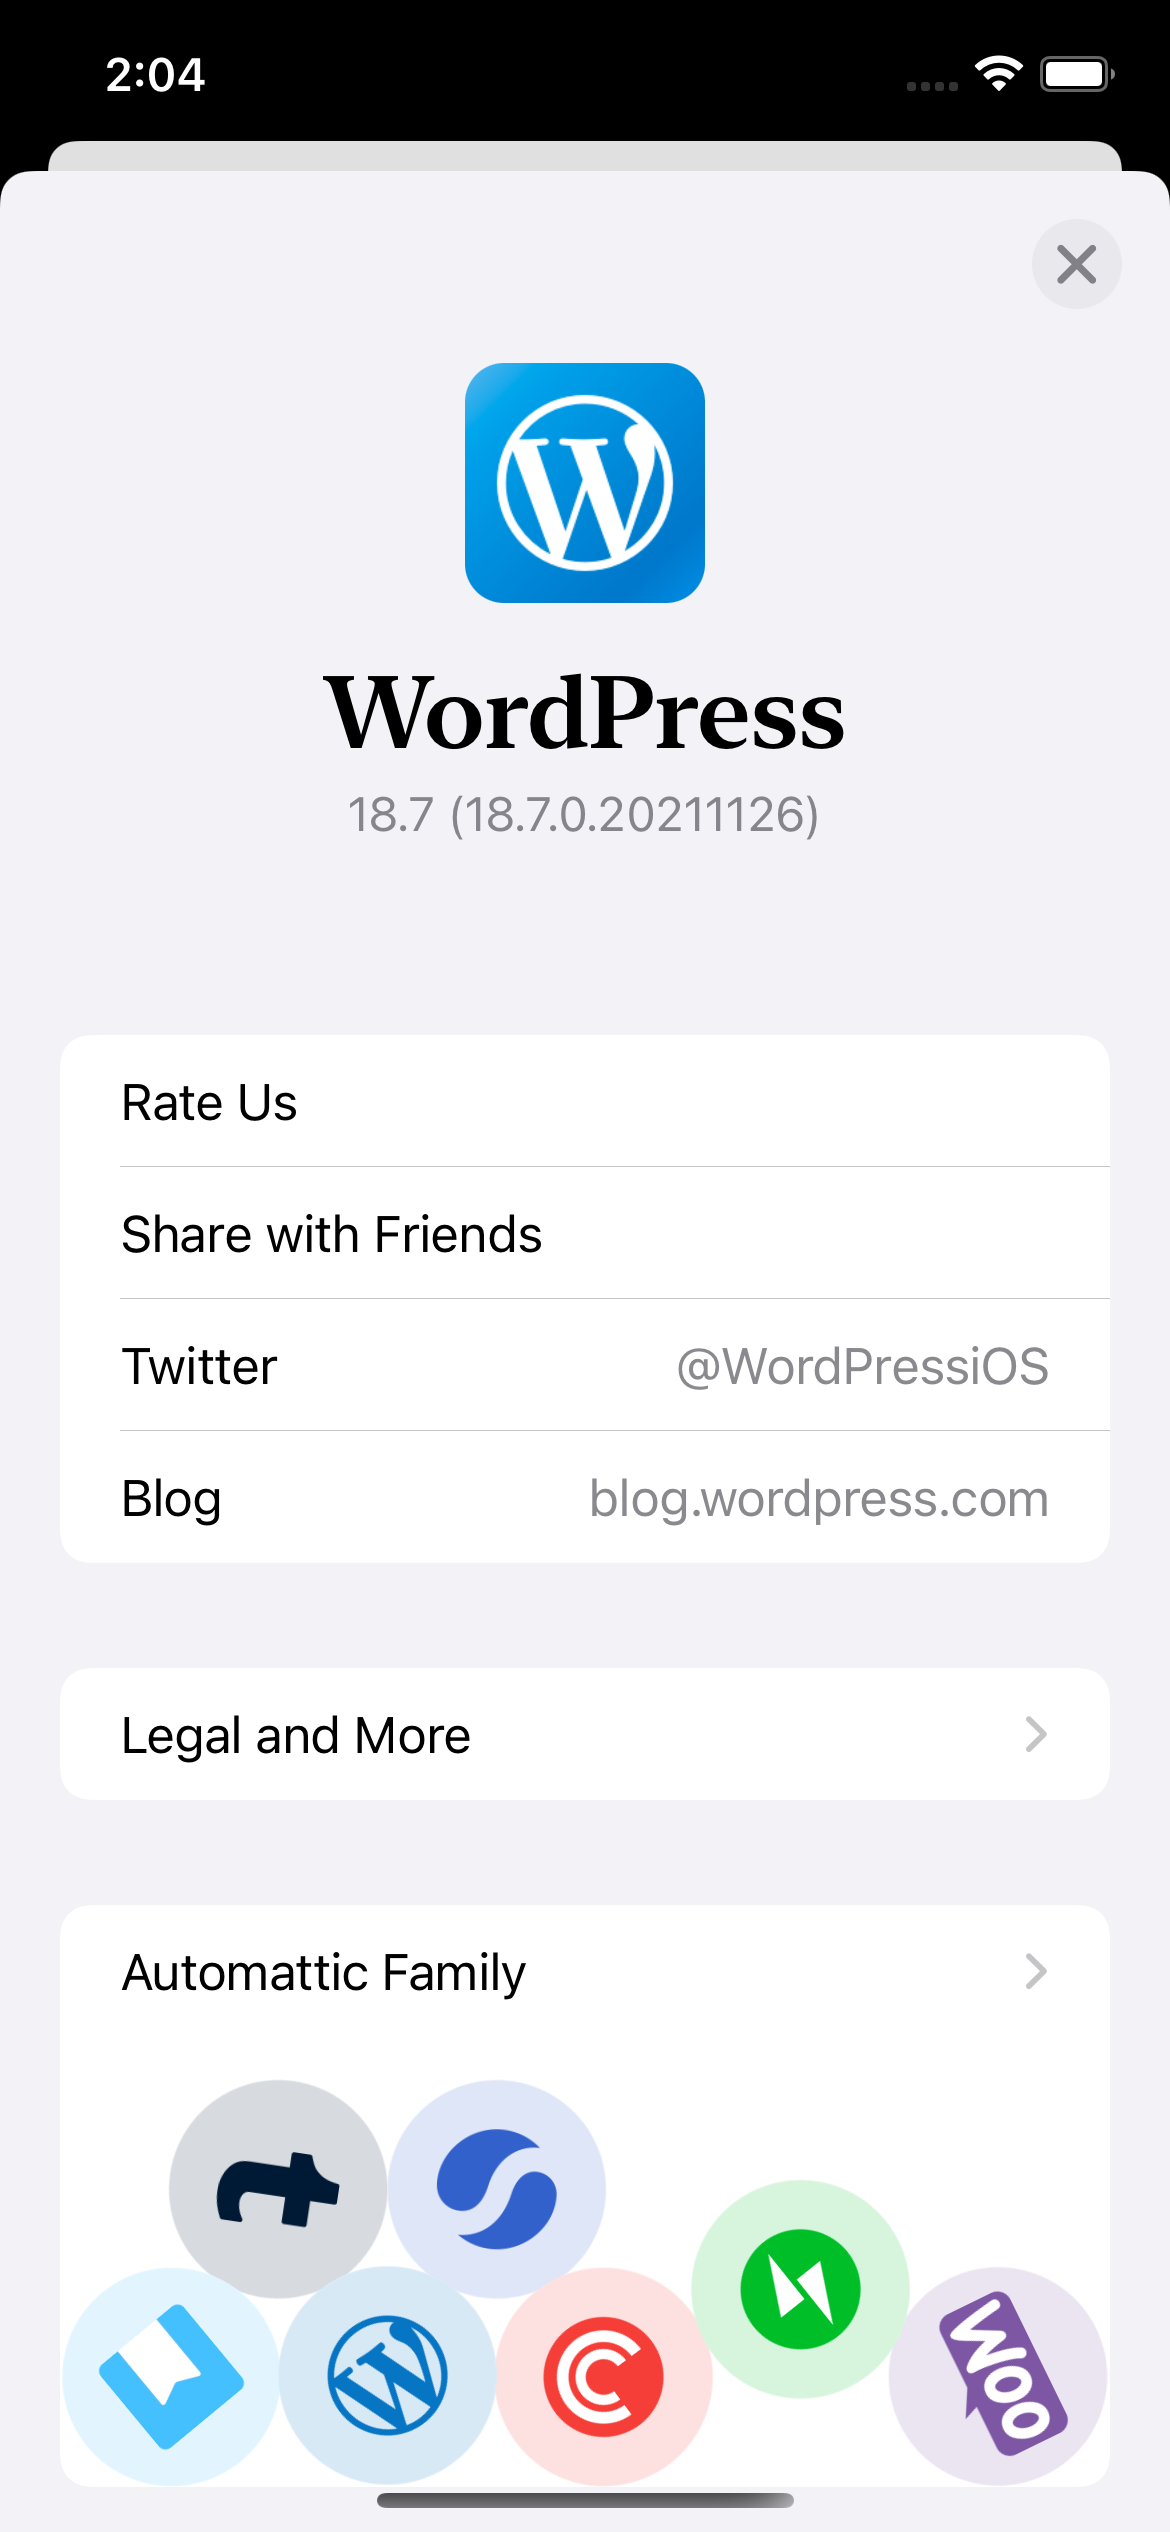 2:04
WordPress
18.7 (18.7.0.20211126)
Rate Us
Share with Friends
Twitter @WordPressiOS
Blog blog.wordpress.com
Legal and More
Automattic Family
Woo